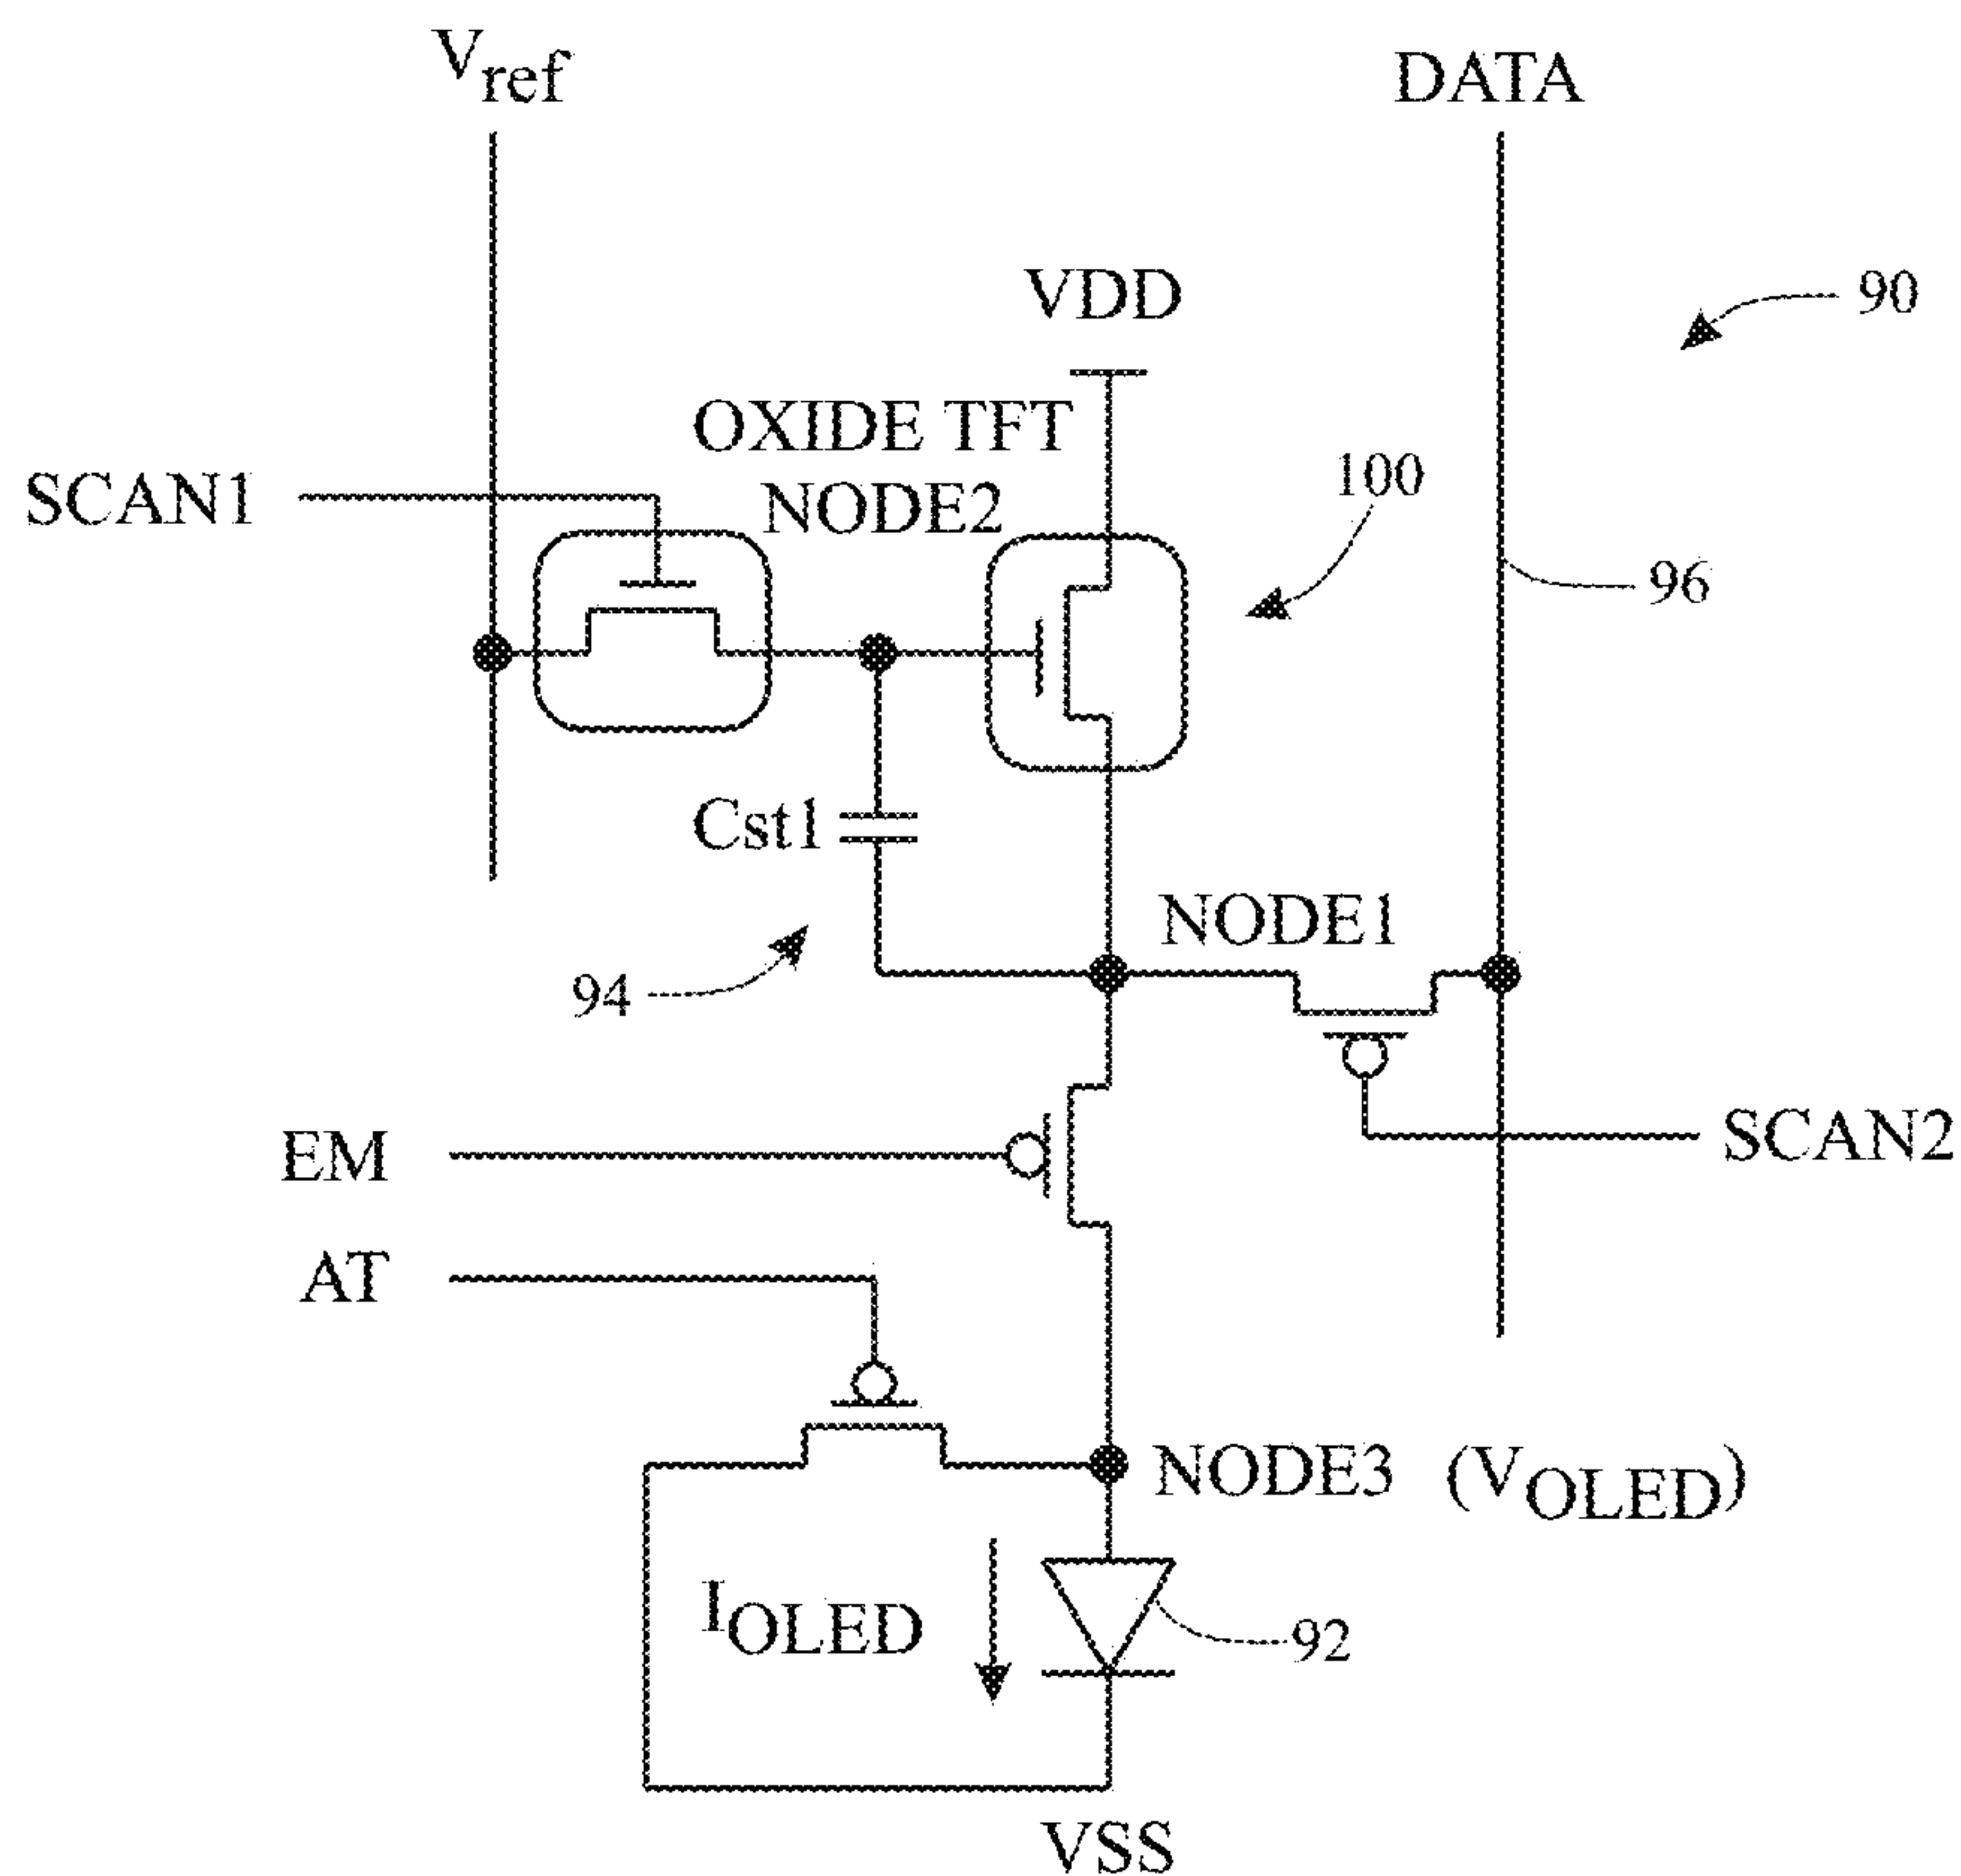 Vref
DATA
VDD
90
OXIDE TFT
NODE2
100
SCAN1
96
Cst1
NODE1
94
EM
SCAN2
AT
NODE3 (VOLED)
IOLED
92
VSS